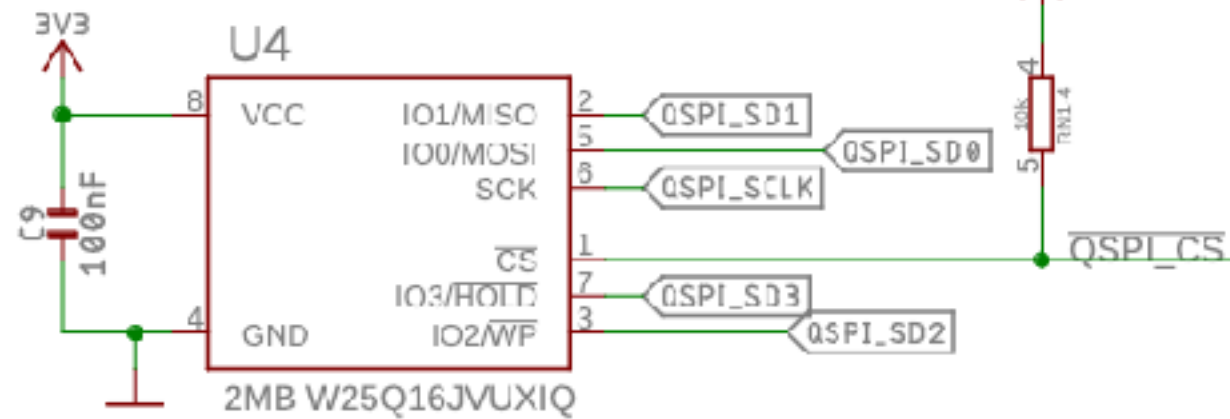 3V3
U4
8
VCC
IO1/MISO
2
QSPI_SD1
IO0/MOSI
5
QSPI_SD0
SCK
6
QSPI_SCLK
C9
100nF
CS
1
QSPI_CS
IO3/HOLD
7
QSPI_SD3
4
GND
IO2/WP
3
QSPI_SD2
2MB W25Q16JVUXIQ
4
10k
RN1.4
5